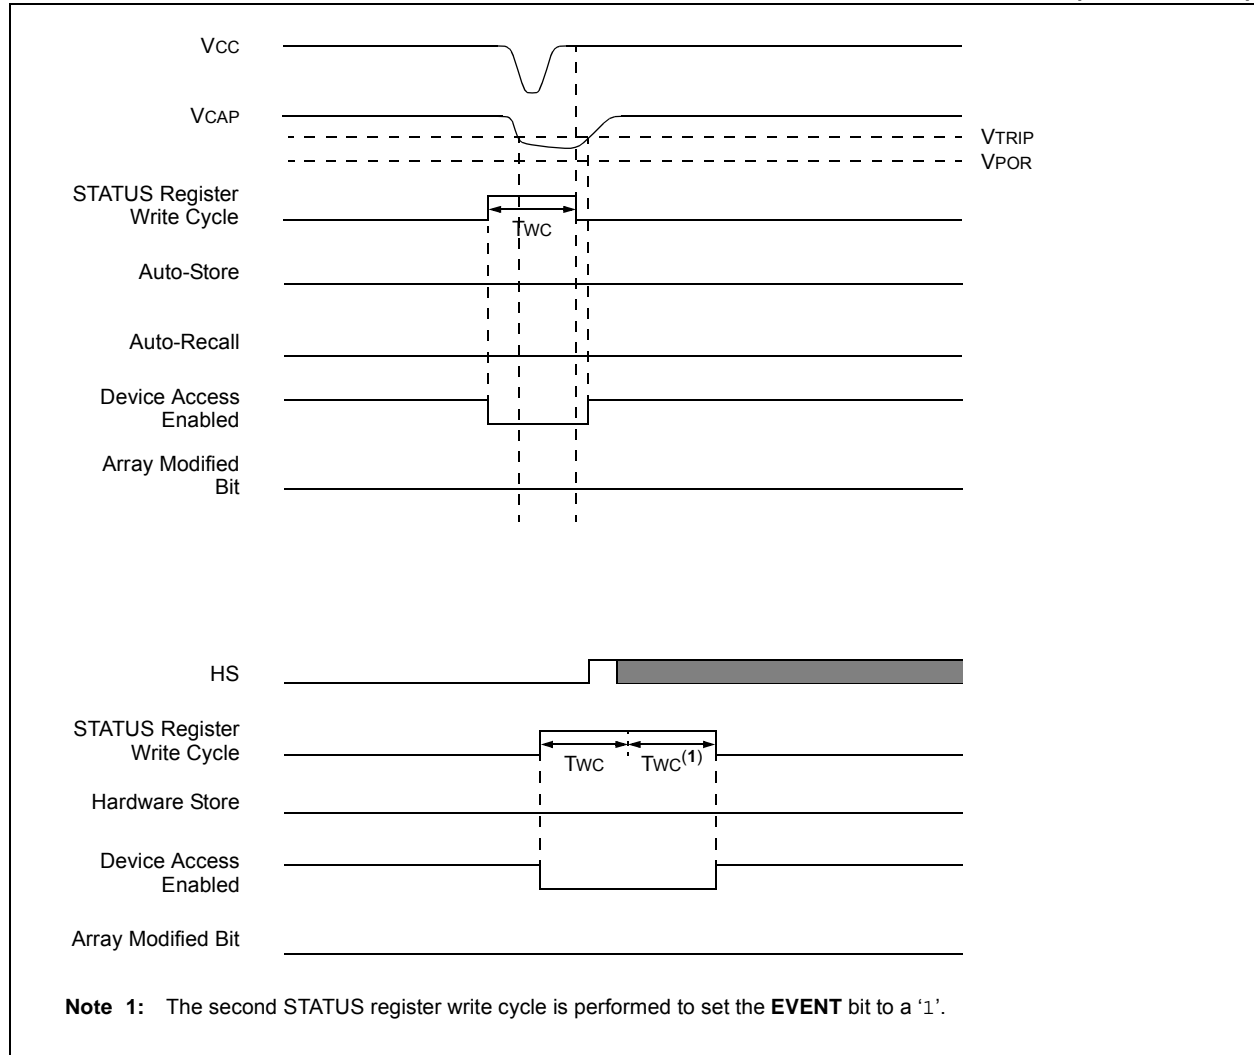 VCC
VCAP
VTRIP
VPOR
STATUS Register
Write Cycle
TWC
Auto-Store
Auto-Recall
Device Access
Enabled
Array Modified
Bit
HS
STATUS Register
Write Cycle
TWC TWC(1)
Hardware Store
Device Access
Enabled
Array Modified Bit
Note 1: The second STATUS register write cycle is performed to set the EVENT bit to a ‘1’.